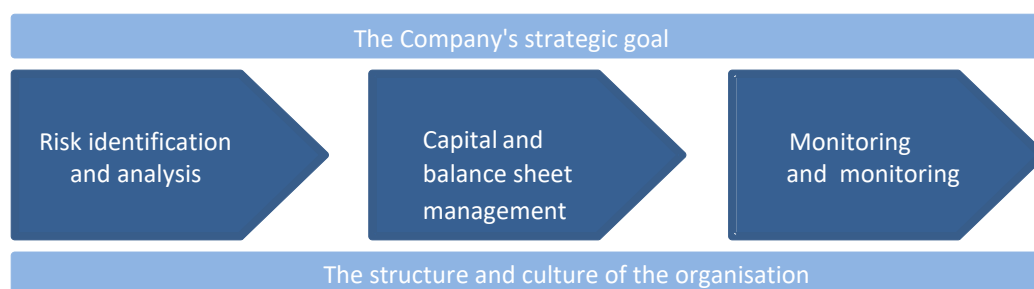 The Company's strategic goal
Risk identification
and analysis
Capital and
balance sheet
management
Monitoring
and monitoring
The structure and culture of the organisation